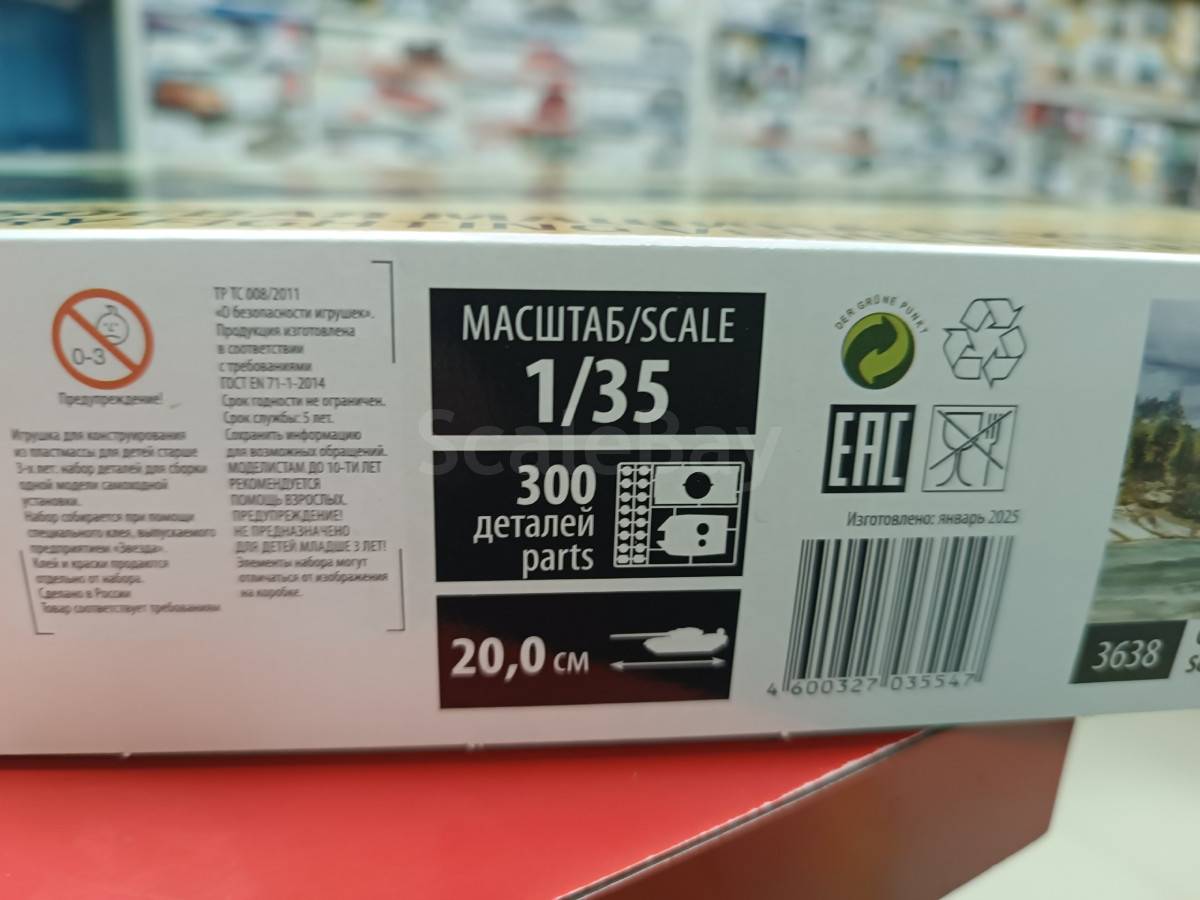 0-3
Предупреждение!
Игрушка для конструирования
из пластмассы для детей старше
3-х лет: набор деталей для сборки
одной модели самоходной
установки.
Набор собирается при помощи
специального клея, выпускаемого
предприятием «Звезда».
Клей и краски продаются
отдельно от набора.
Сделано в России
Товар соответствует требованиям
ТР ТС 008/2011
«О безопасности игрушек».
Продукция изготовлена
в соответствии
с требованиями
ГОСТ EN 71-1-2014
Срок годности не ограничен.
Срок службы: 5 лет.
Сохранить информацию
для возможных обращений.
МОДЕЛИСТАМ ДО 10-ТИ ЛЕТ
РЕКОМЕНДУЕТСЯ
ПОМОЩЬ ВЗРОСЛЫХ.
ПРЕДУПРЕЖДЕНИЕ!
НЕ ПРЕДНАЗНАЧЕНО
ДЛЯ ДЕТЕЙ МЛАДШЕ 3 ЛЕТ!
Элементы набора могут
отличаться от изображения
на коробке.
МАСШТАБ/SCALE
1/35
300
деталей
parts
20,0 см
DER GRÜNE PUNKT
EAC
Изготовлено: январь 2025
4 600327 035547
3638
ScaleBay